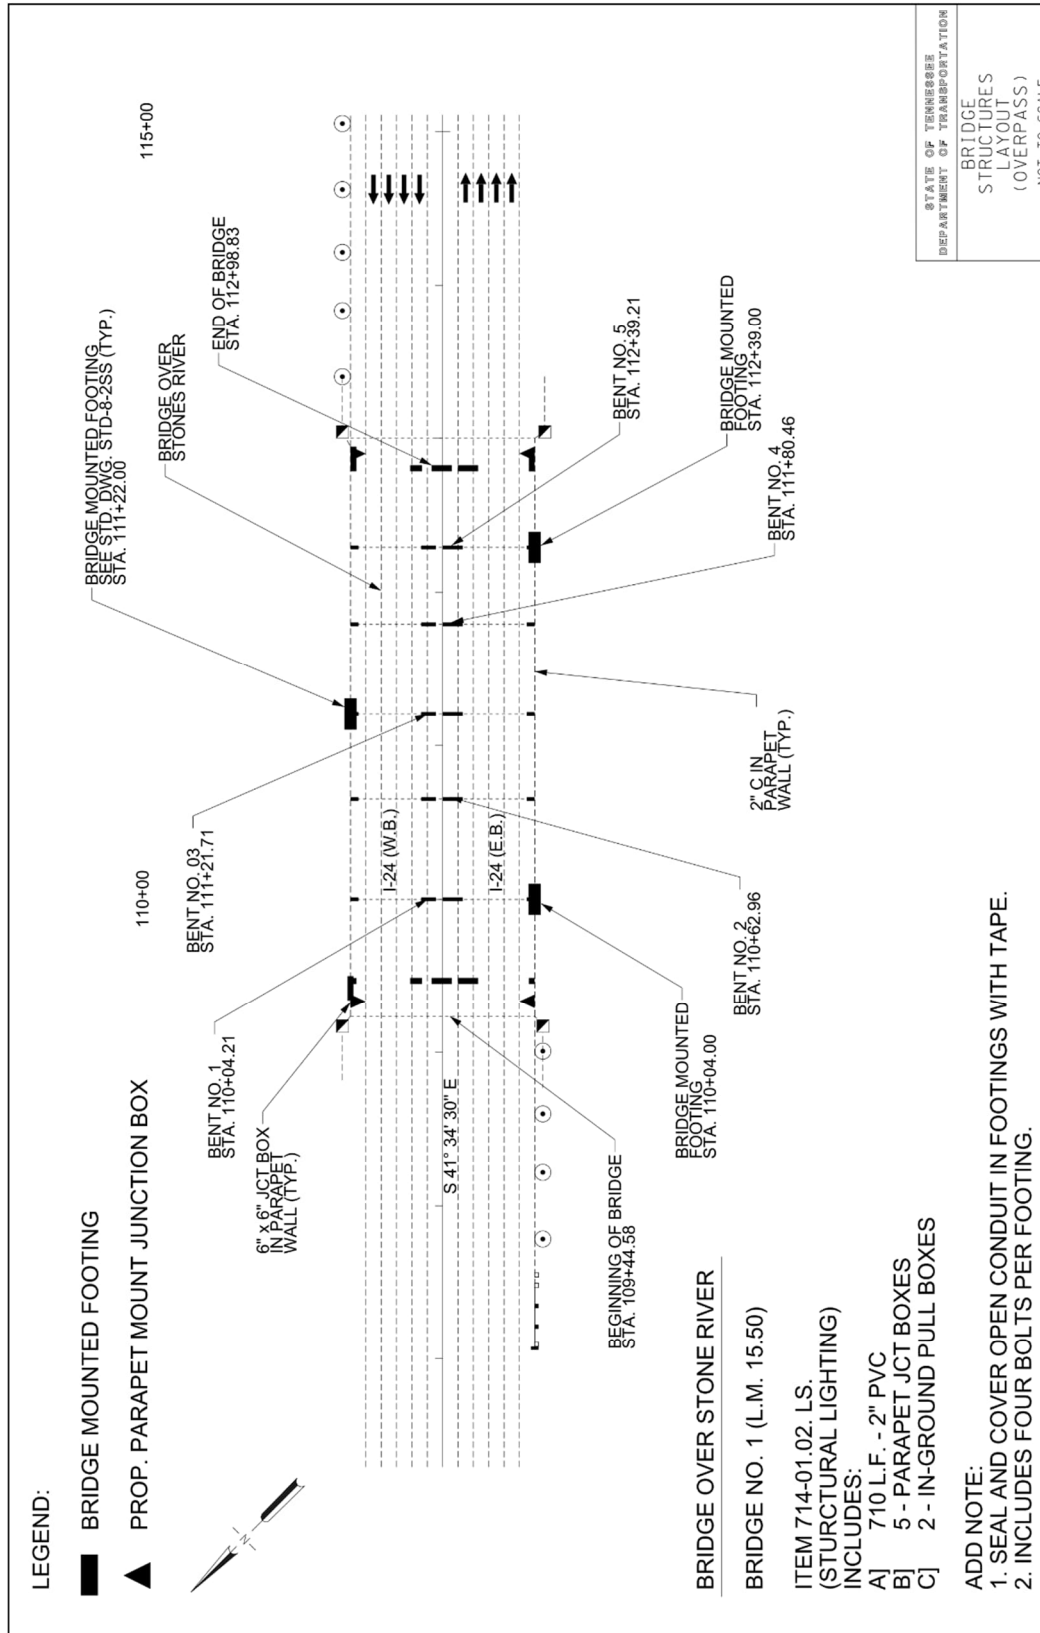 LEGEND:
BRIDGE MOUNTED FOOTING
PROP. PARAPET MOUNT JUNCTION BOX
N
110+00
115+00
BENT NO. 1
STA. 110+04.21
6" x 6" JCT BOX
IN PARAPET
WALL (TYP.)
BENT NO. 03
STA. 111+21.71
BRIDGE MOUNTED FOOTING
SEE STD. DWG. STD-8-2SS (TYP.)
STA. 111+22.00
BRIDGE OVER
STONES RIVER
END OF BRIDGE
STA. 112+98.83
I-24 (W.B.)
I-24 (E.B.)
S 41° 34' 30" E
BEGINNING OF BRIDGE
STA. 109+44.58
BRIDGE MOUNTED
FOOTING
STA. 110+04.00
BENT NO. 2
STA. 110+62.96
2" C IN
PARAPET
WALL (TYP.)
BENT NO. 4
STA. 111+80.46
BRIDGE MOUNTED
FOOTING
STA. 112+39.00
BENT NO. 5
STA. 112+39.21
BRIDGE OVER STONE RIVER
BRIDGE NO. 1 (L.M. 15.50)
ITEM 714-01.02. LS.
(STURCTURAL LIGHTING)
INCLUDES:
A] 710 L.F. - 2" PVC
B] 5 - PARAPET JCT BOXES
C] 2 - IN-GROUND PULL BOXES
ADD NOTE:
1. SEAL AND COVER OPEN CONDUIT IN FOOTINGS WITH TAPE.
2. INCLUDES FOUR BOLTS PER FOOTING.
STATE OF TENNESSEE
DEPARTMENT OF TRANSPORTATION
BRIDGE
STRUCTURES
LAYOUT
(OVERPASS)